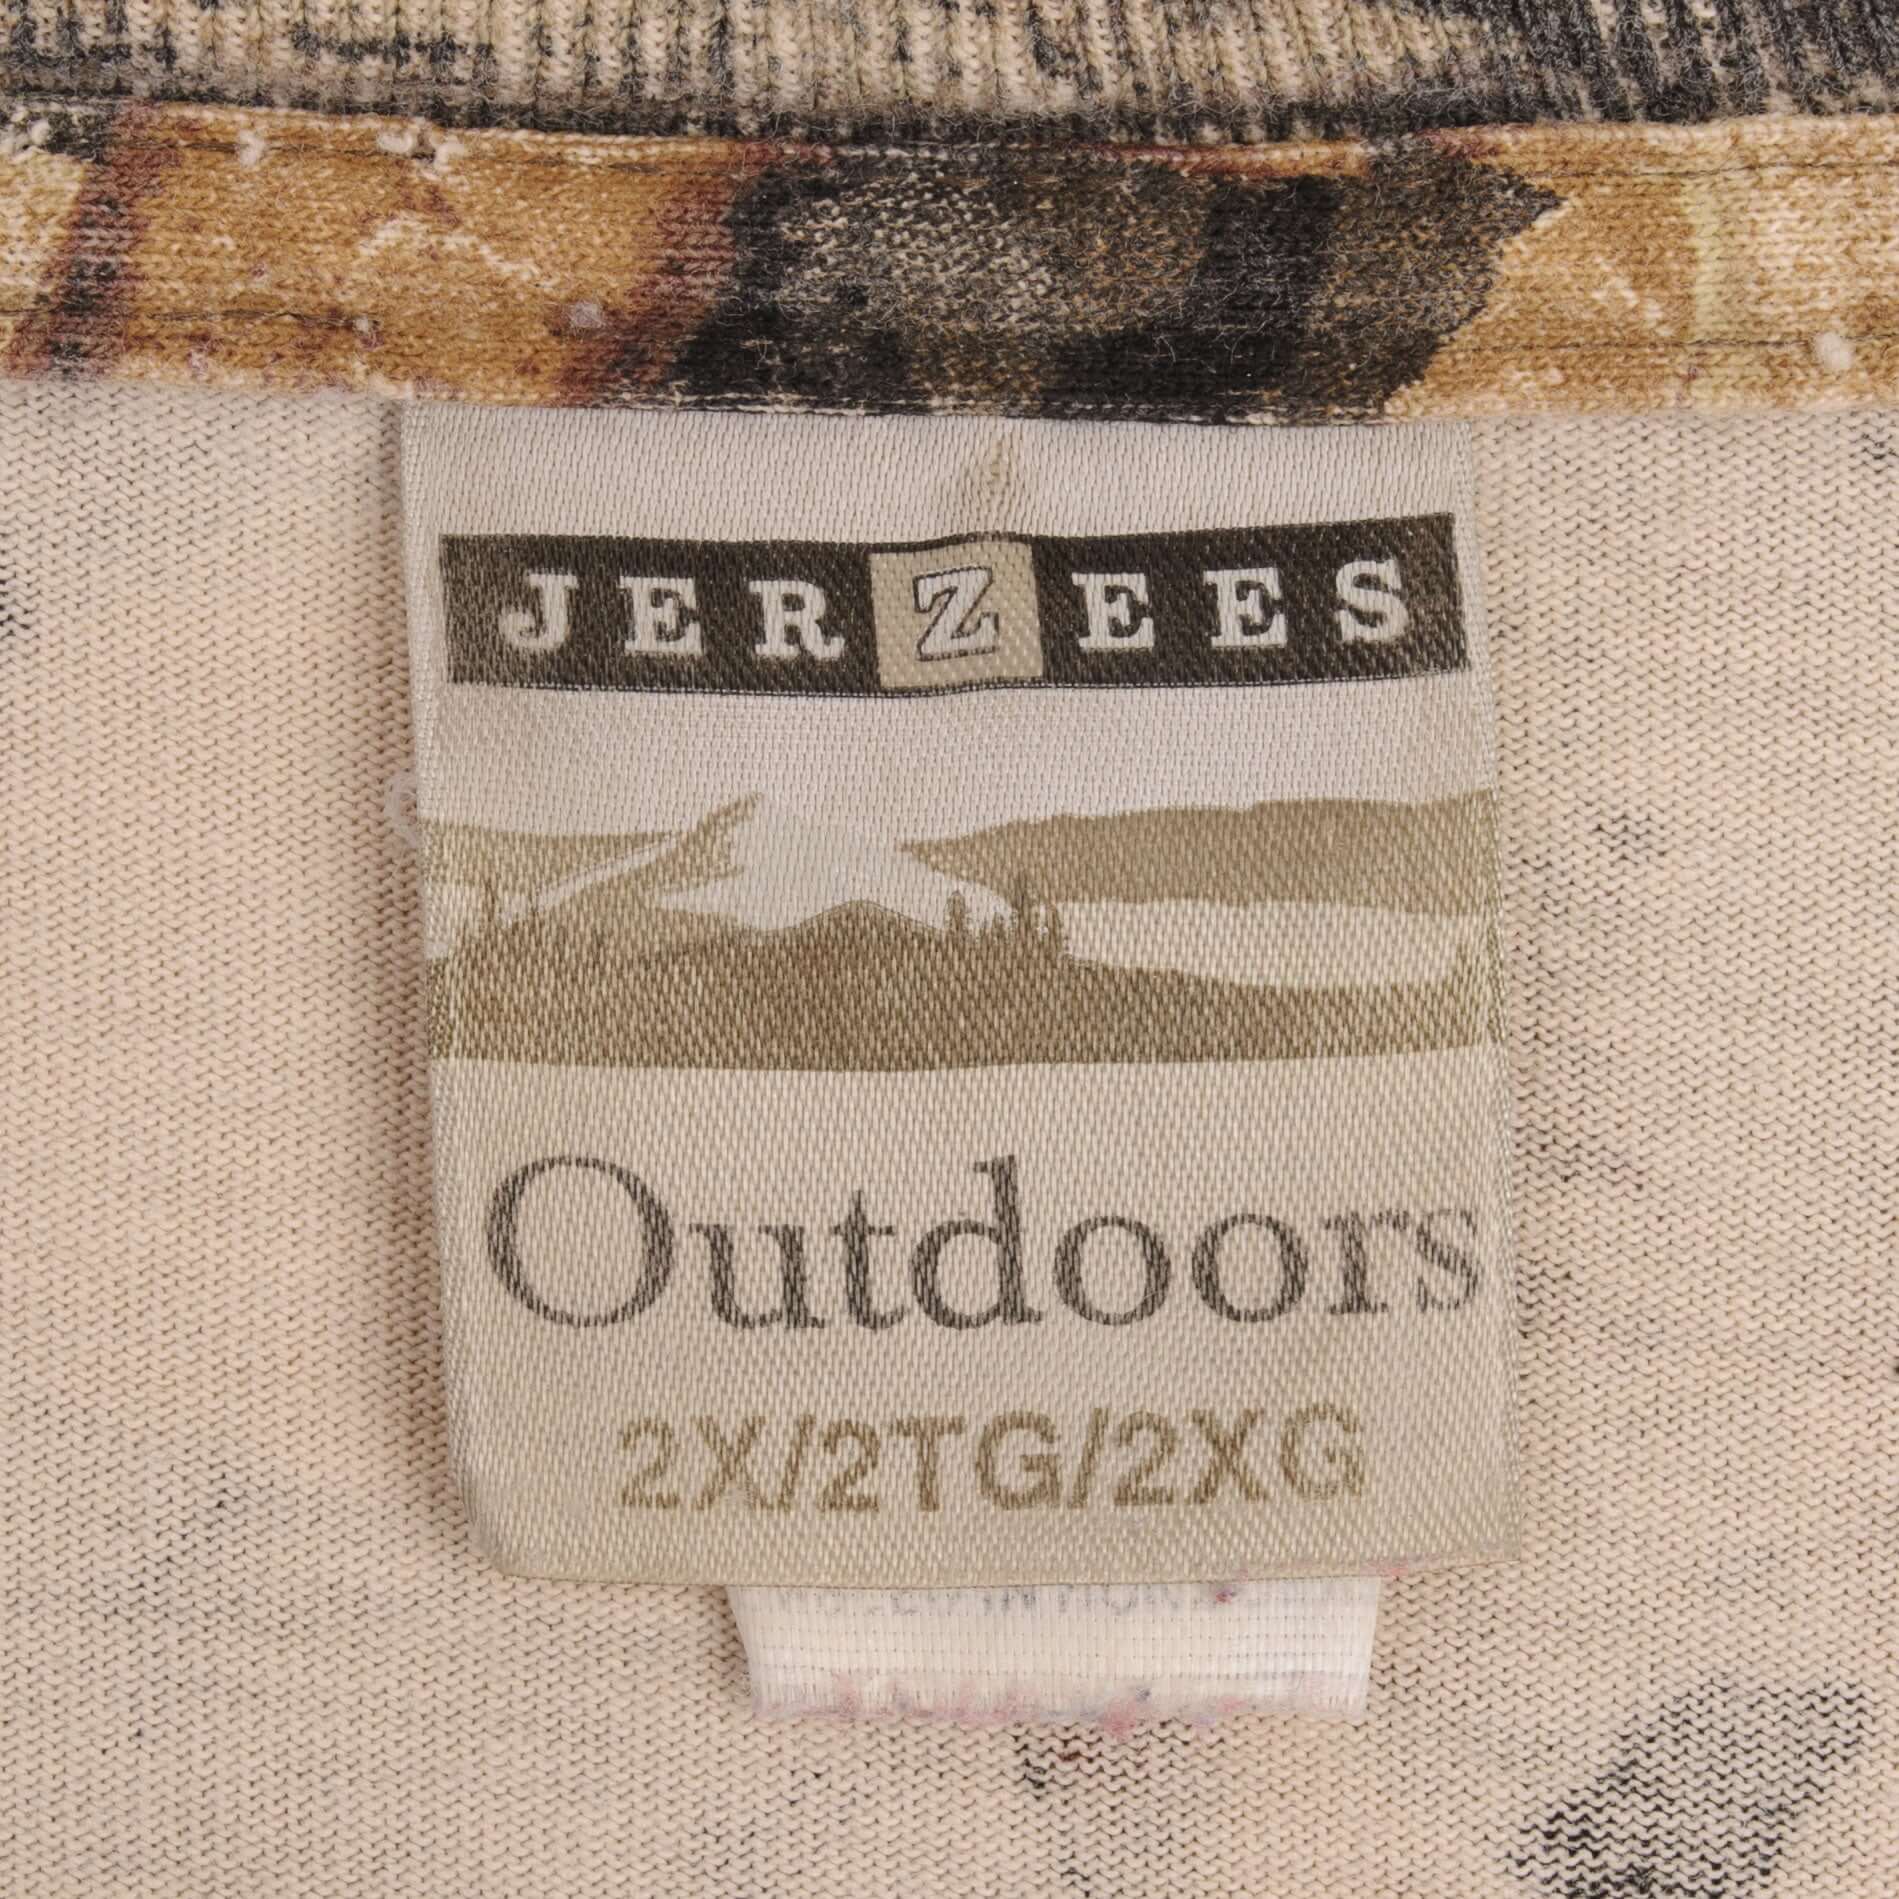 JERZEES
Outdoors
2X/2TG/2XG